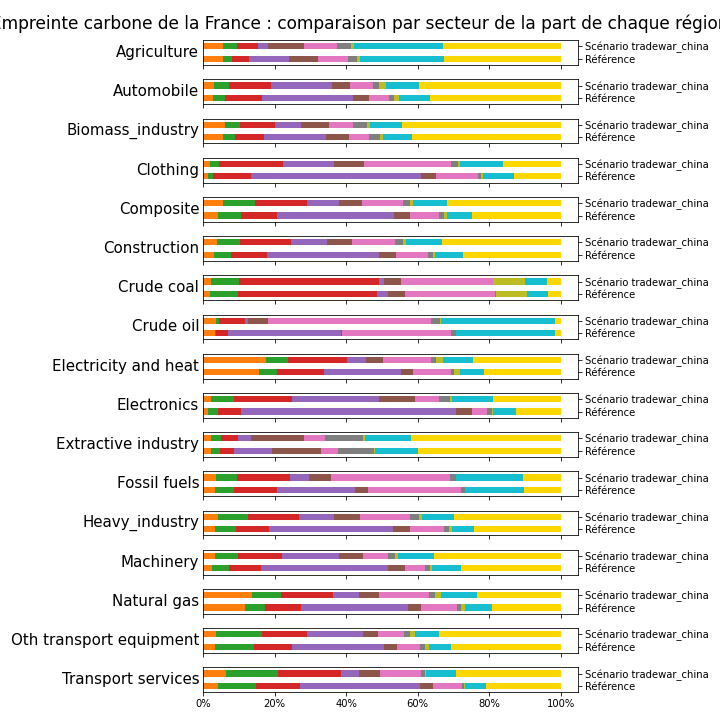 Empreinte carbone de la France : comparaison par secteur de la part de chaque région
Agriculture
Scénario tradewar_china
Référence
Automobile
Scénario tradewar_china
Référence
Biomass_industry
Scénario tradewar_china
Référence
Clothing
Scénario tradewar_china
Référence
Composite
Scénario tradewar_china
Référence
Construction
Scénario tradewar_china
Référence
Crude coal
Scénario tradewar_china
Référence
Crude oil
Scénario tradewar_china
Référence
Electricity and heat
Scénario tradewar_china
Référence
Electronics
Scénario tradewar_china
Référence
Extractive industry
Scénario tradewar_china
Référence
Fossil fuels
Scénario tradewar_china
Référence
Heavy_industry
Scénario tradewar_china
Référence
Machinery
Scénario tradewar_china
Référence
Natural gas
Scénario tradewar_china
Référence
Oth transport equipment
Scénario tradewar_china
Référence
Transport services
Scénario tradewar_china
Référence
0% 20% 40% 60% 80% 100%